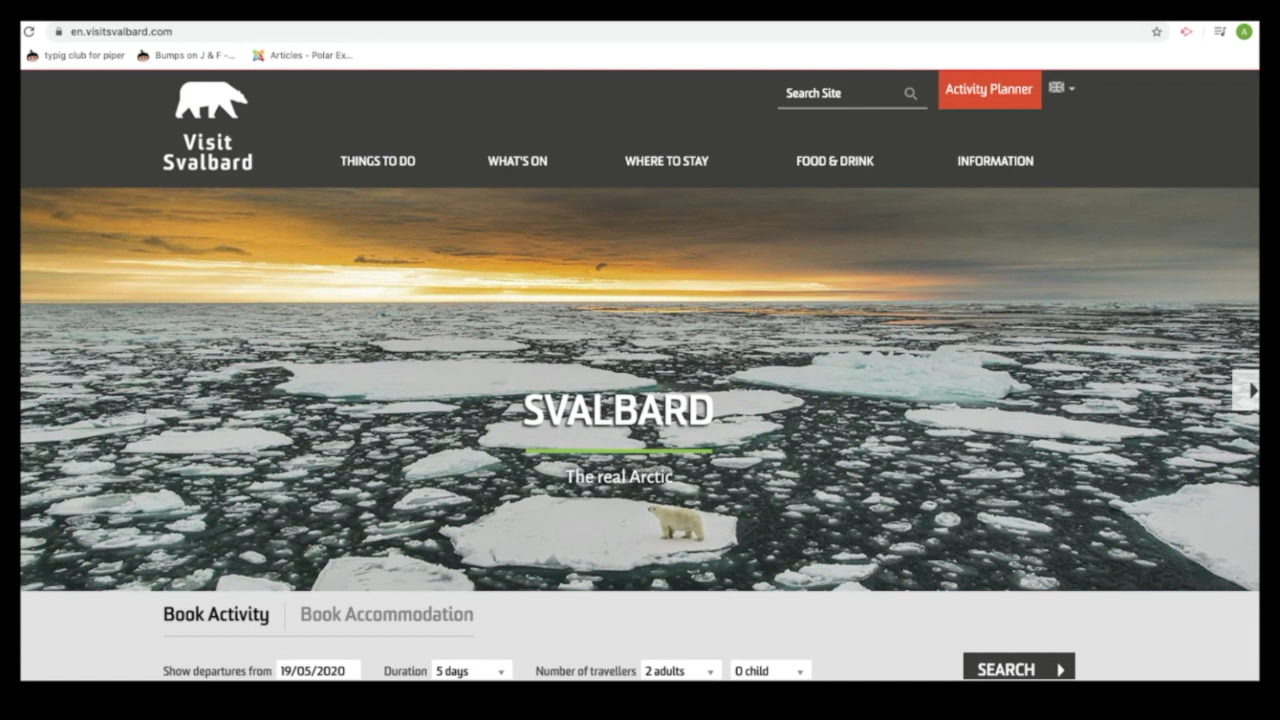 en.visitsvalbard.com
A
typig club for piper
Bumps on J & F -...
Articles - Polar Ex...
Search Site
Activity Planner
Visit
Svalbard
THINGS TO DO
WHAT'S ON
WHERE TO STAY
FOOD & DRINK
INFORMATION
SVALBARD
The real Arctic
Book Activity
Book Accommodation
Show departures from 19/05/2020 Duration 5 days Number of travellers 2 adults 0 child SEARCH